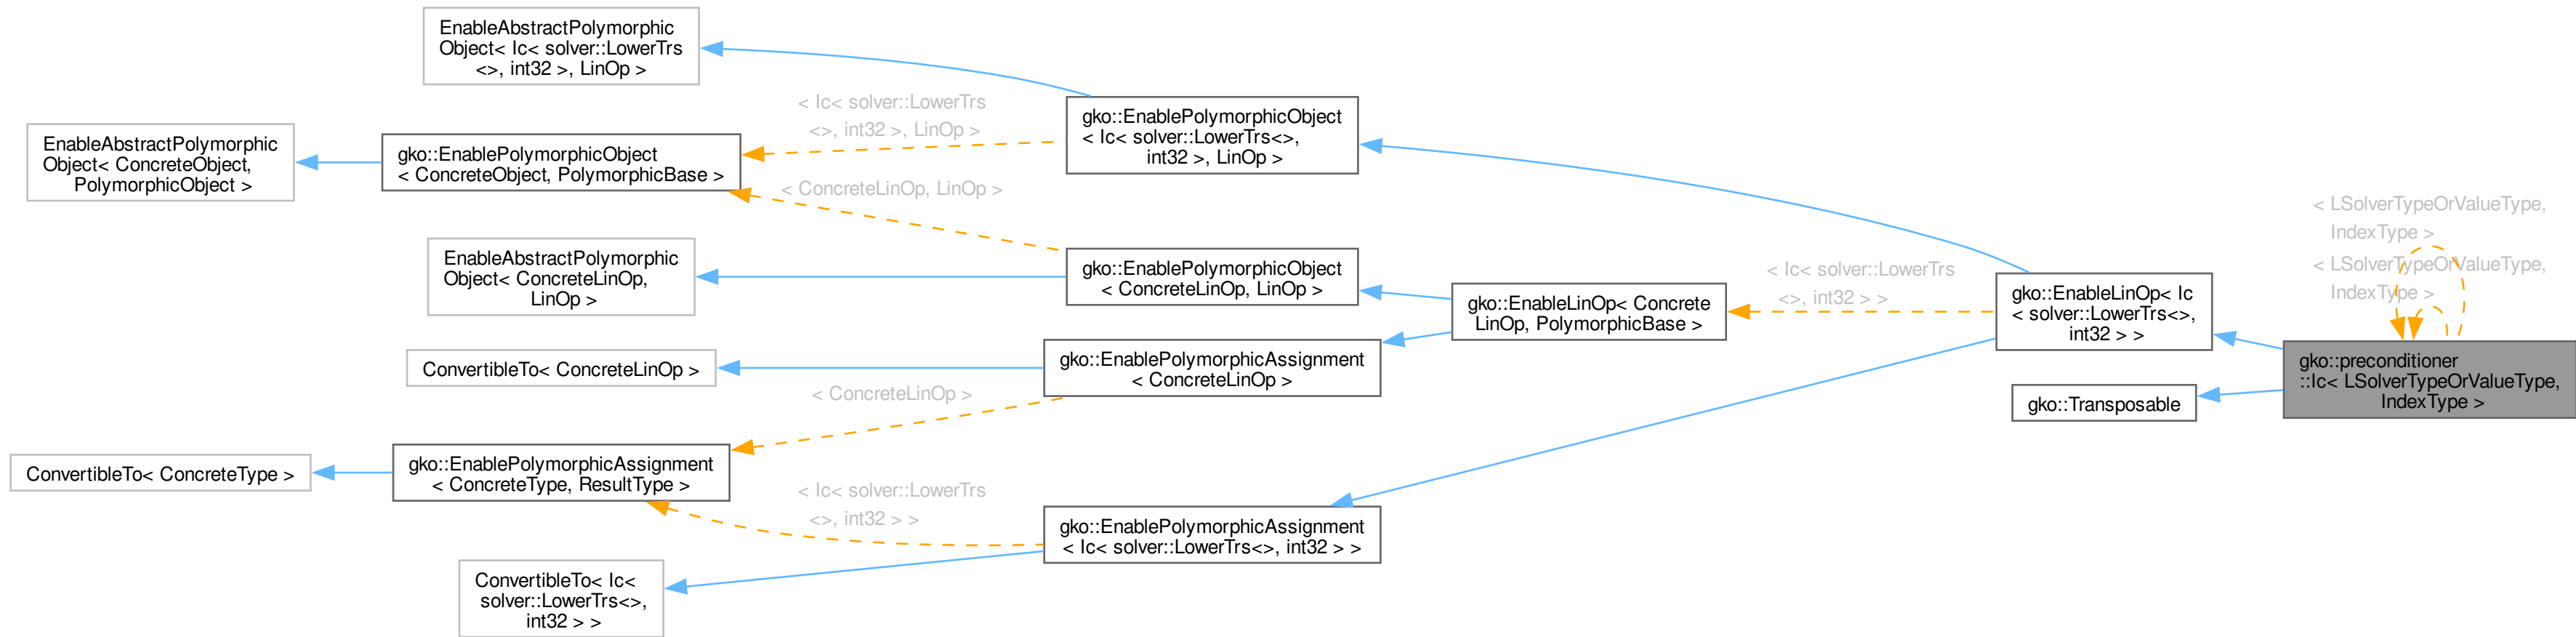 EnableAbstractPolymorphic
Object< Ic< solver::LowerTrs
<>, int32 >, LinOp >
EnableAbstractPolymorphic
Object< ConcreteObject,
PolymorphicObject >
gko::EnablePolymorphicObject
< ConcreteObject, PolymorphicBase >
< Ic< solver::LowerTrs
<>, int32 >, LinOp >
gko::EnablePolymorphicObject
< Ic< solver::LowerTrs<>,
int32 >, LinOp >
< ConcreteLinOp, LinOp >
EnableAbstractPolymorphic
Object< ConcreteLinOp,
LinOp >
gko::EnablePolymorphicObject
< ConcreteLinOp, LinOp >
ConvertibleTo< ConcreteLinOp >
gko::EnablePolymorphicAssignment
< ConcreteLinOp >
< ConcreteLinOp >
gko::EnableLinOp< Concrete
LinOp, PolymorphicBase >
< Ic< solver::LowerTrs
<>, int32 > >
gko::EnableLinOp< Ic
< solver::LowerTrs<>,
int32 > >
gko::Transposable
< LSolverTypeOrValueType,
IndexType >
< LSolverTypeOrValueType,
IndexType >
gko::preconditioner
::Ic< LSolverTypeOrValueType,
IndexType >
ConvertibleTo< ConcreteType >
gko::EnablePolymorphicAssignment
< ConcreteType, ResultType >
< Ic< solver::LowerTrs
<>, int32 > >
gko::EnablePolymorphicAssignment
< Ic< solver::LowerTrs<>, int32 > >
ConvertibleTo< Ic<
solver::LowerTrs<>,
int32 > >